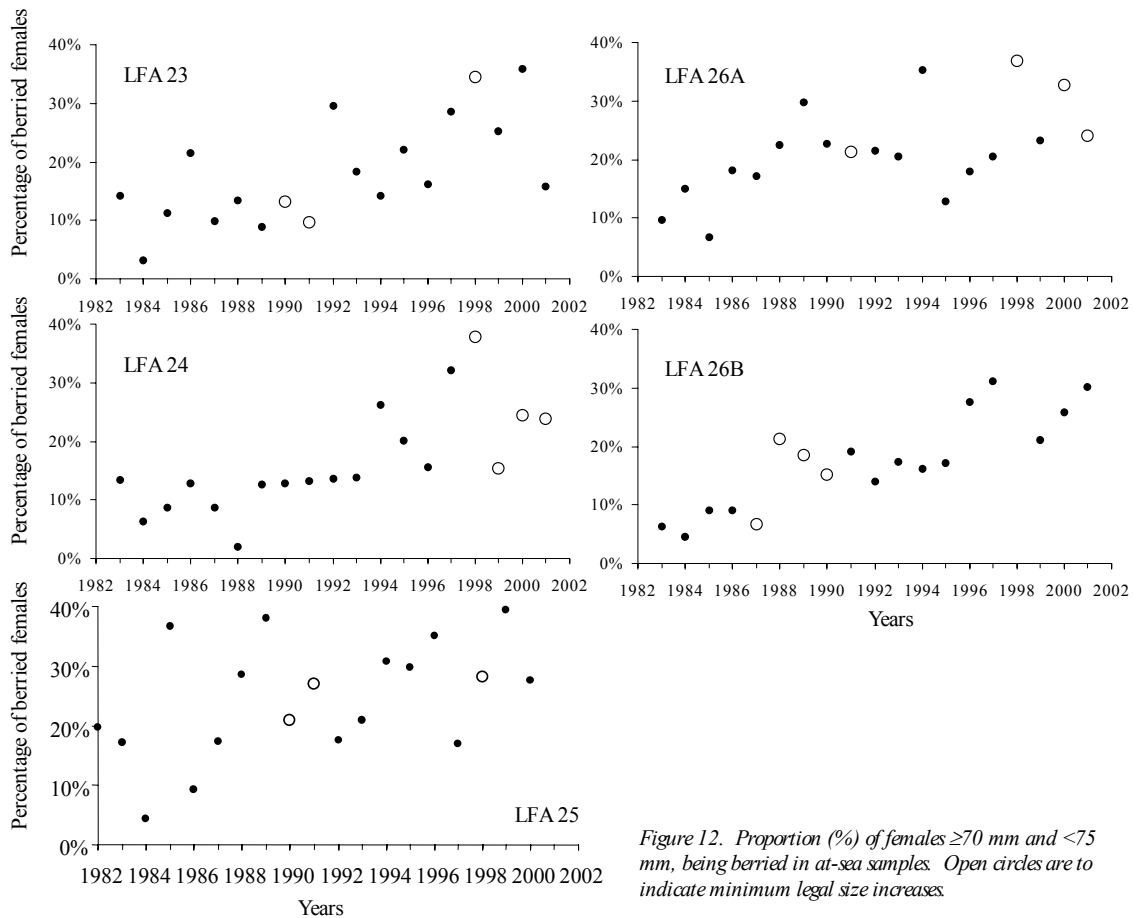 Percentage of berried females
40%
30%
20%
10%
0%
LFA 23
1982 1984 1986 1988 1990 1992 1994 1996 1998 2000 2002
40%
30%
20%
10%
0%
LFA 26A
1982 1984 1986 1988 1990 1992 1994 1996 1998 2000 2002
Percentage of berried females
40%
30%
20%
10%
0%
LFA 24
1982 1984 1986 1988 1990 1992 1994 1996 1998 2000 2002
40%
30%
20%
10%
0%
LFA 26B
1982 1984 1986 1988 1990 1992 1994 1996 1998 2000 2002
Years
Percentage of berried females
40%
30%
20%
10%
0%
LFA 25
1982 1984 1986 1988 1990 1992 1994 1996 1998 2000 2002
Years
Figure 12. Proportion (%) of females ≥70 mm and <75
mm, being berried in at-sea samples. Open circles are to
indicate minimum legal size increases.